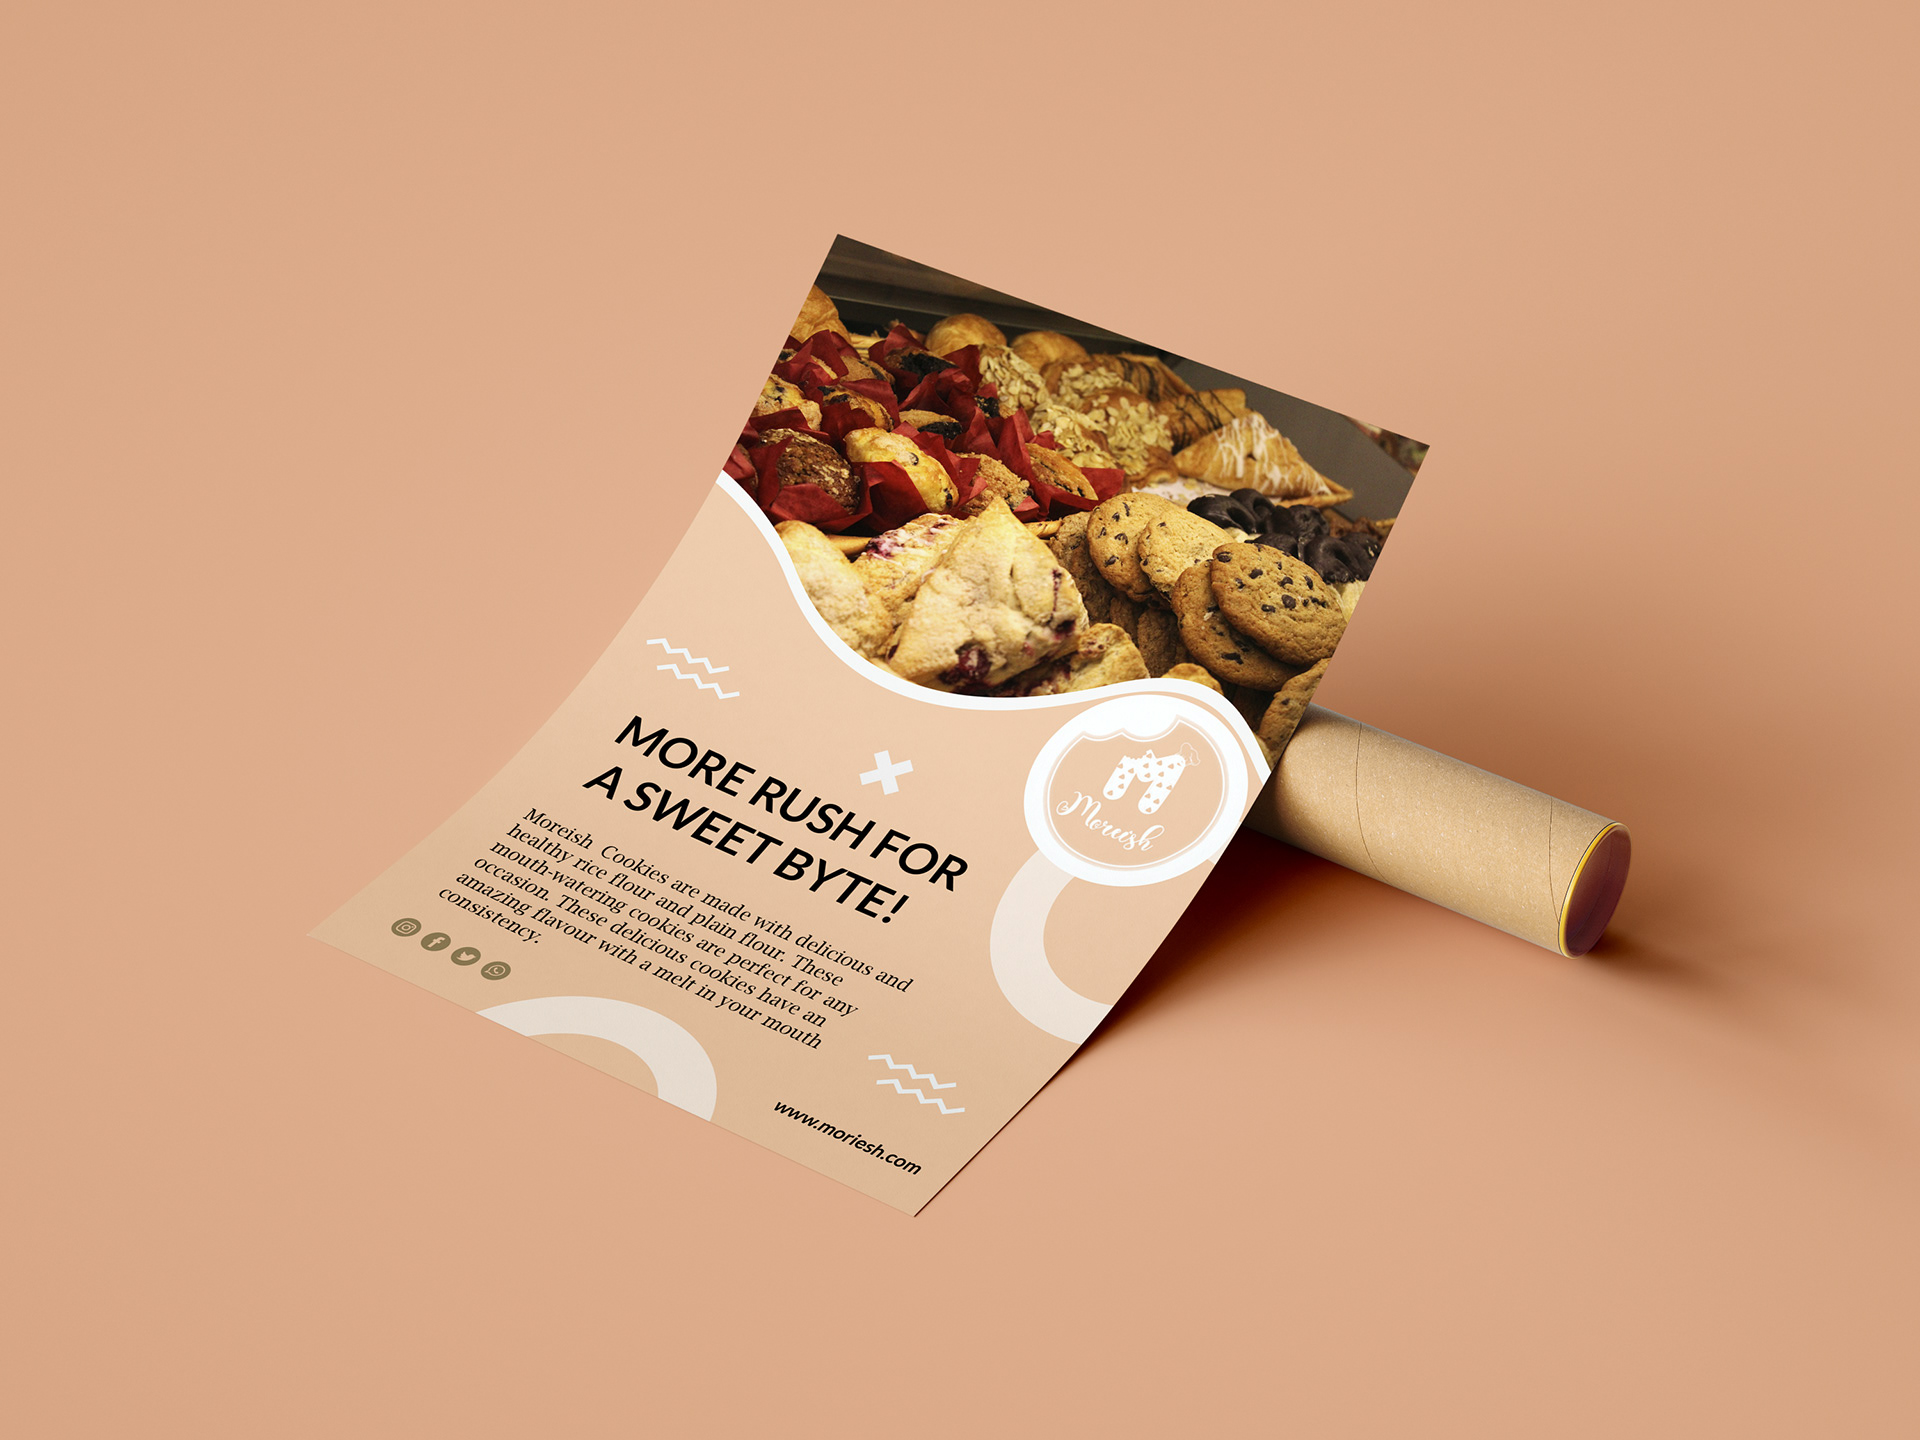 M
Moreish
MORE RUSH FOR
A SWEET BYTE!
Moreish Cookies are made with delicious and
healthy rice flour and plain flour. These
mouth-watering cookies are perfect for any
occasion. These delicious cookies have an
amazing flavour with a melt in your mouth
consistency.
www.moriesh.com